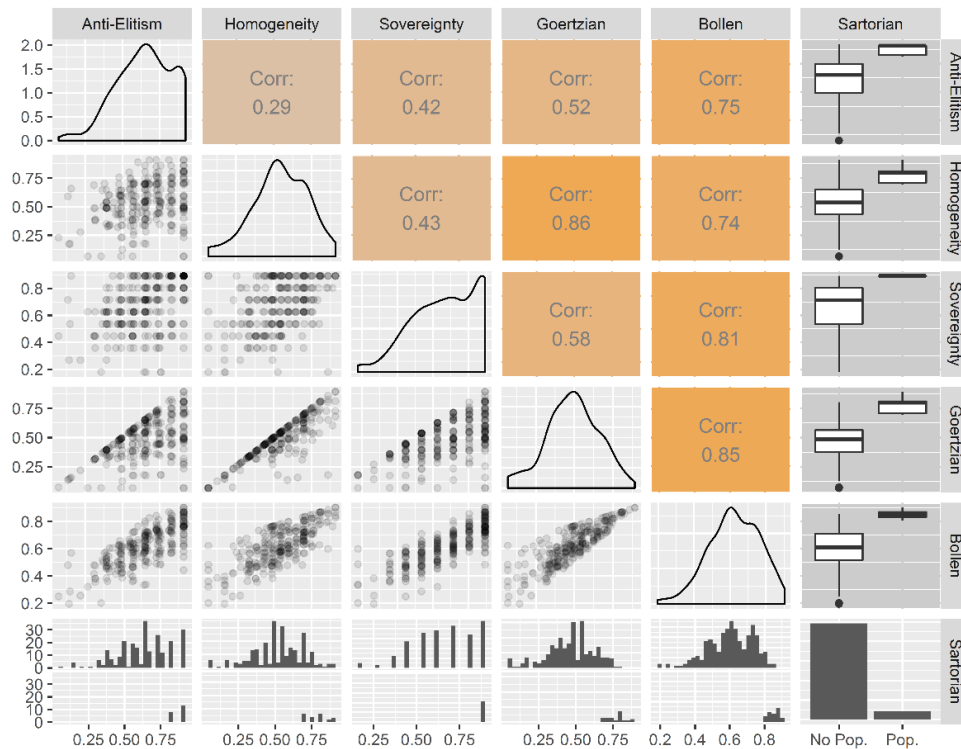 Anti-Elitism Homogeneity Sovereignty Goertzian Bollen Sartorian
2.0
1.5
1.0
0.5
0.0
Corr:
0.29
Corr:
0.42
Corr:
0.52
Corr:
0.75
Anti-Elitism
0.75
0.50
0.25
Corr:
0.43
Corr:
0.86
Corr:
0.74
Homogeneity
0.8
0.6
0.4
0.2
Corr:
0.58
Corr:
0.81
Sovereignty
0.75
0.50
0.25
Corr:
0.85
Goertzian
0.8
0.6
0.4
0.2
Bollen
30
20
10
0
30
20
10
0
Sartorian
0.25 0.50 0.75 0.25 0.50 0.75 0.25 0.50 0.75 0.25 0.50 0.75 0.2 0.4 0.6 0.8 No Pop. Pop.